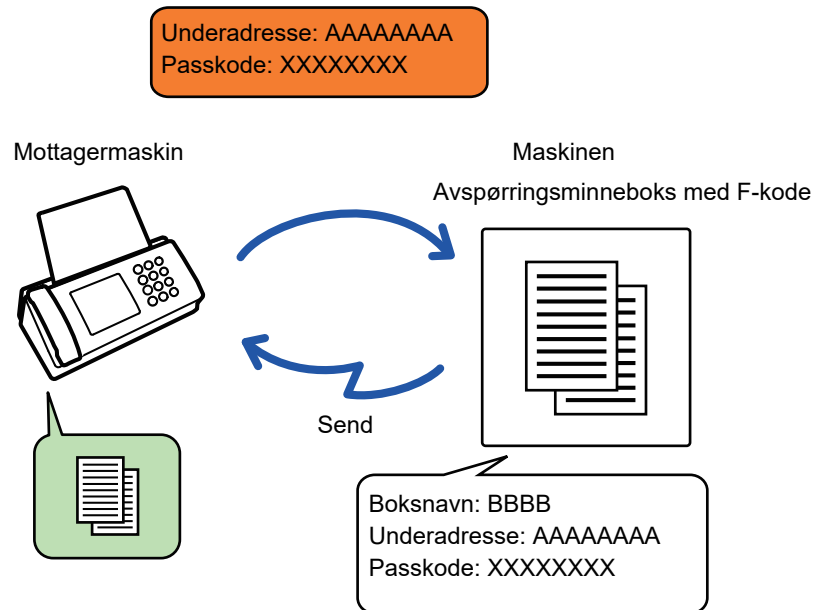 Underadresse: AAAAAAAA
Passkode: XXXXXXXX
Mottagermaskin
Maskinen
Avspørringsminneboks med F-kode
Send
Boksnavn: BBBB
Underadresse: AAAAAAAA
Passkode: XXXXXXXX